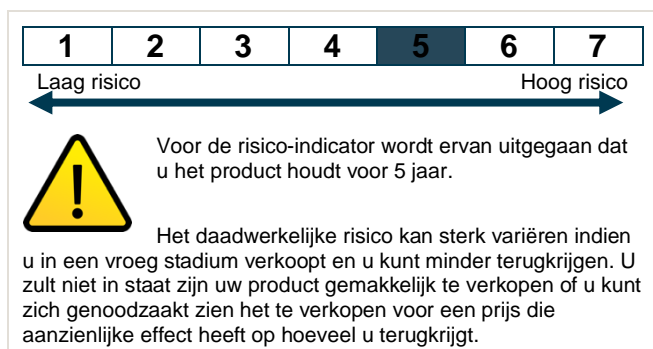 1 2 3 4 5 6 7
Laag risico Hoog risico
Voor de risico-indicator wordt ervan uitgegaan dat
u het product houdt voor 5 jaar.
Het daadwerkelijke risico kan sterk variëren indien
u in een vroeg stadium verkoopt en u kunt minder terugkrijgen. U
zult niet in staat zijn uw product gemakkelijk te verkopen of u kunt
zich genoodzaakt zien het te verkopen voor een prijs die
aanzienlijke effect heeft op hoeveel u terugkrijgt.